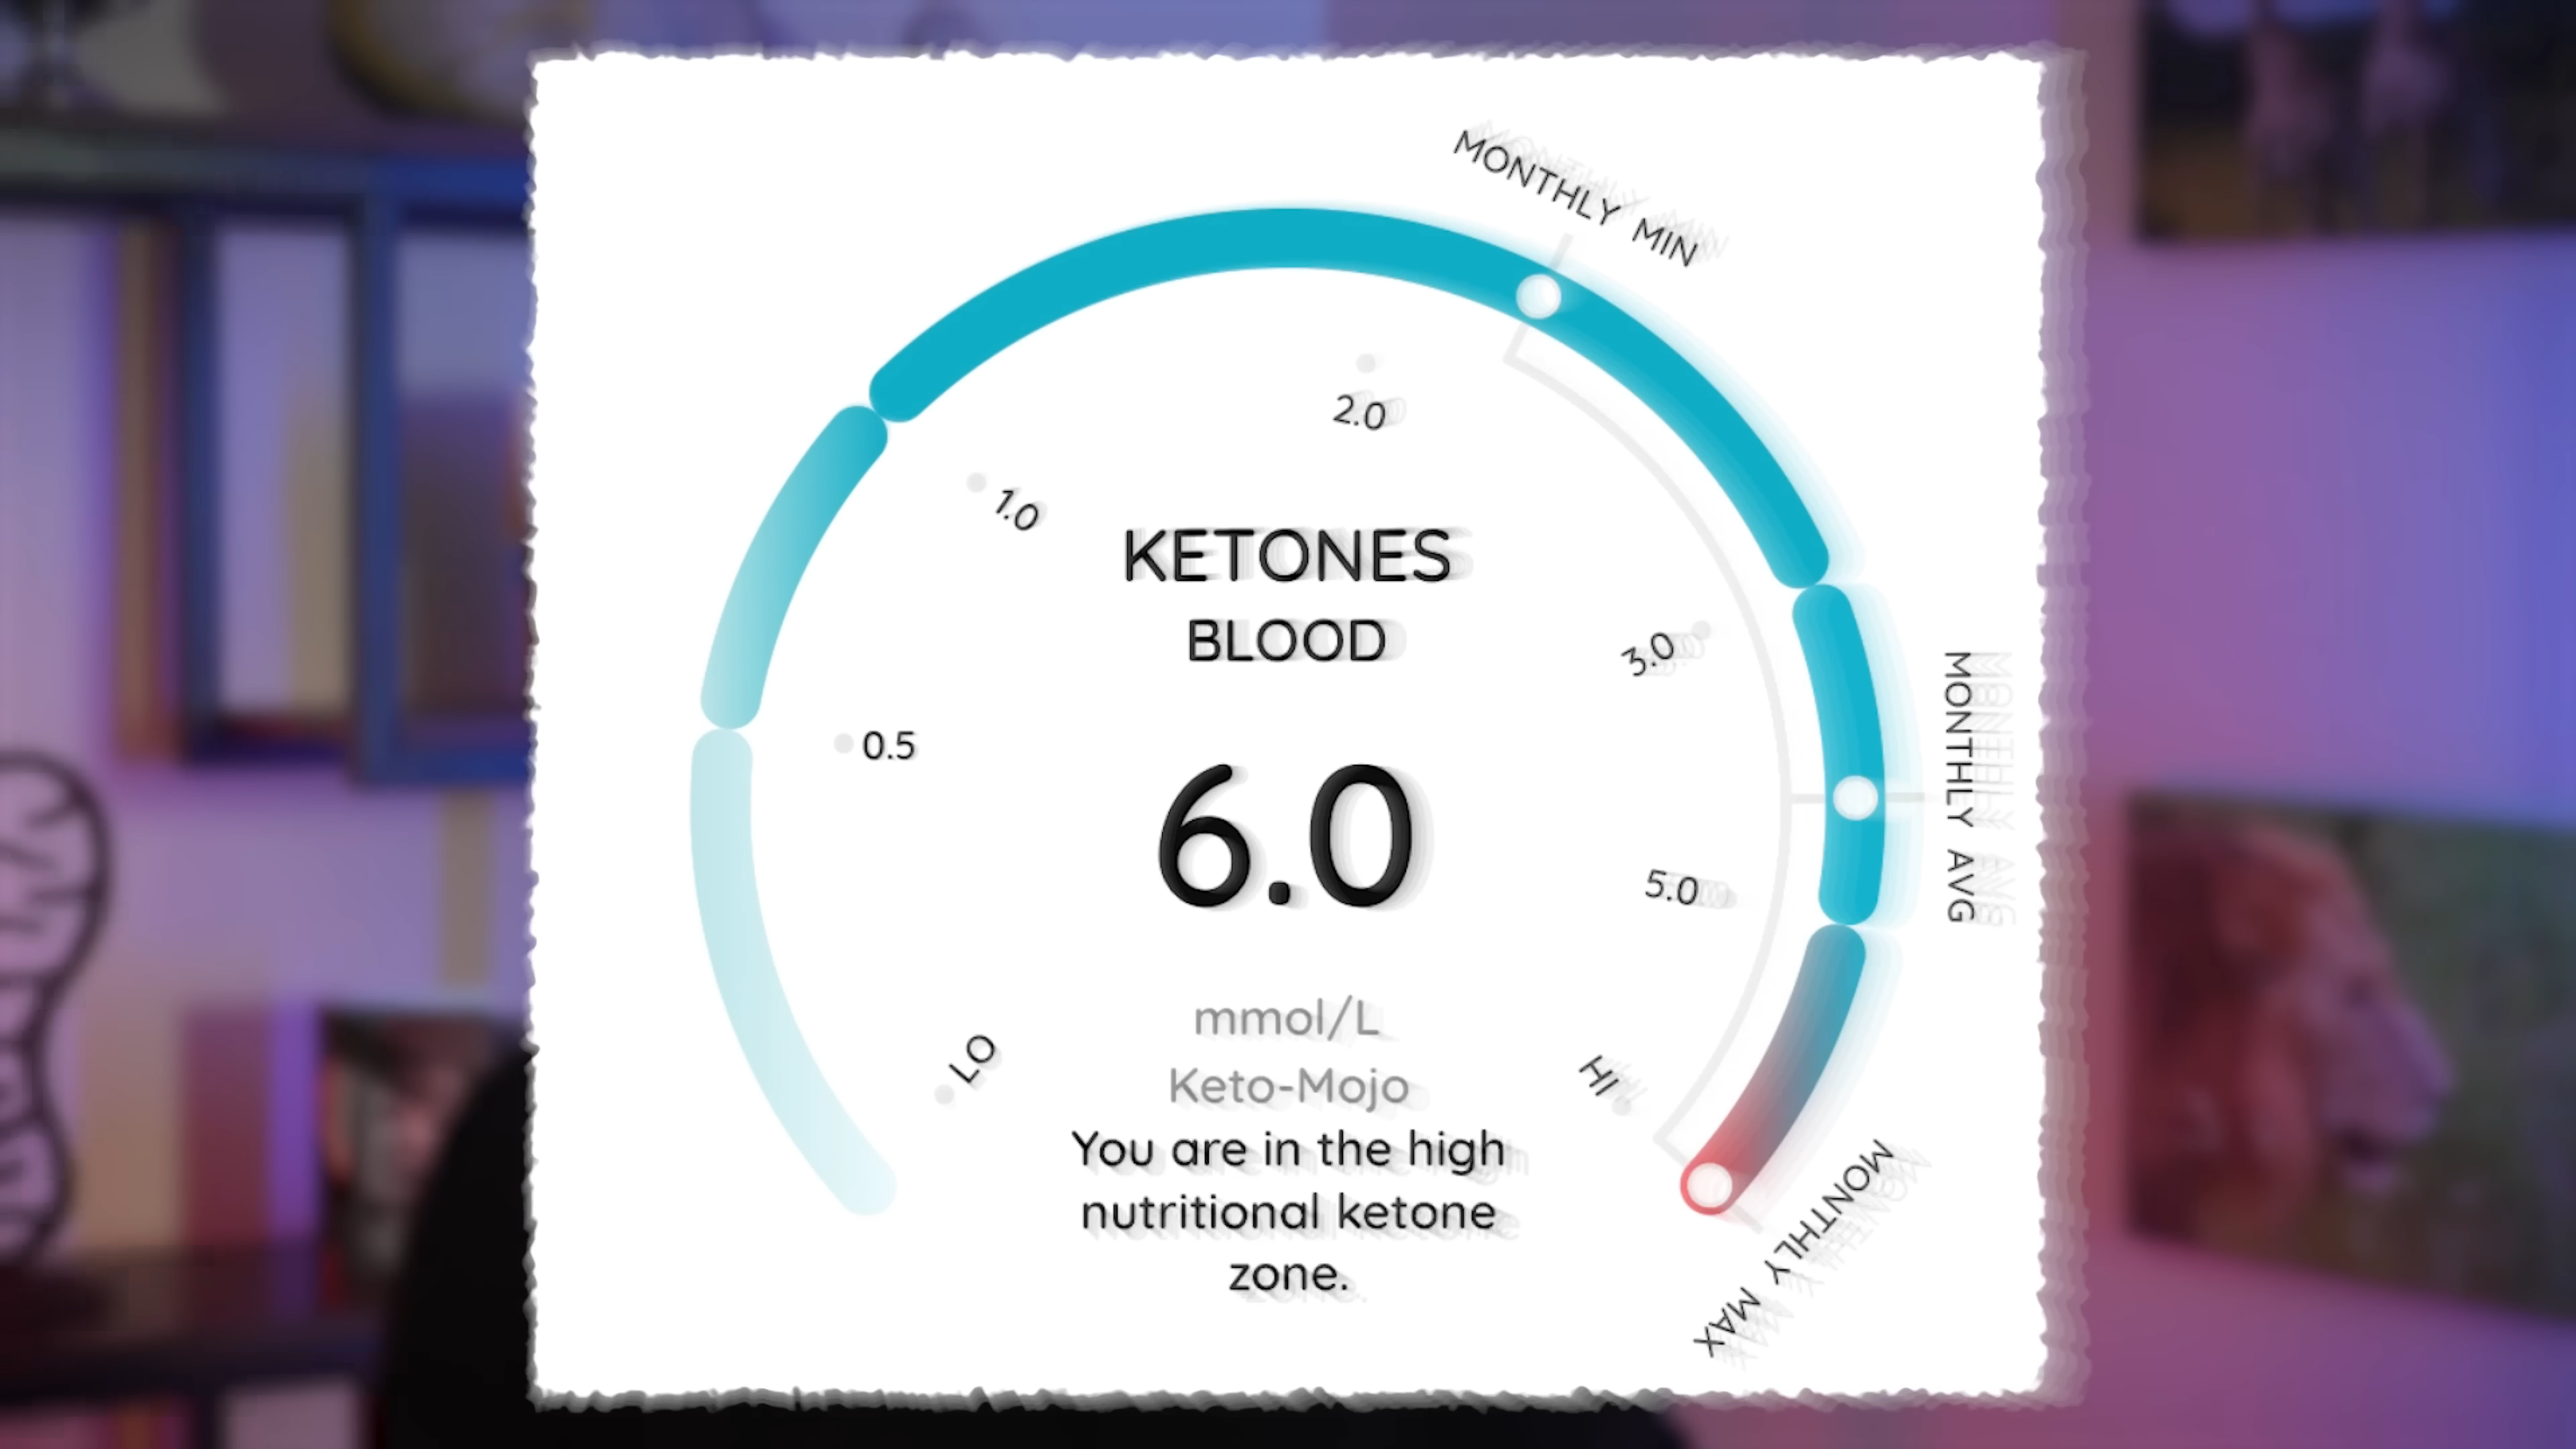 MONTHLY MIN
2.0
1.0
KETONES
BLOOD
3.0
MONTHLY AVG
0.5
6.0
5.0
mmol/L
LO
HI
Keto-Mojo
You are in the high
nutritional ketone
zone.
MONTHLY MAX